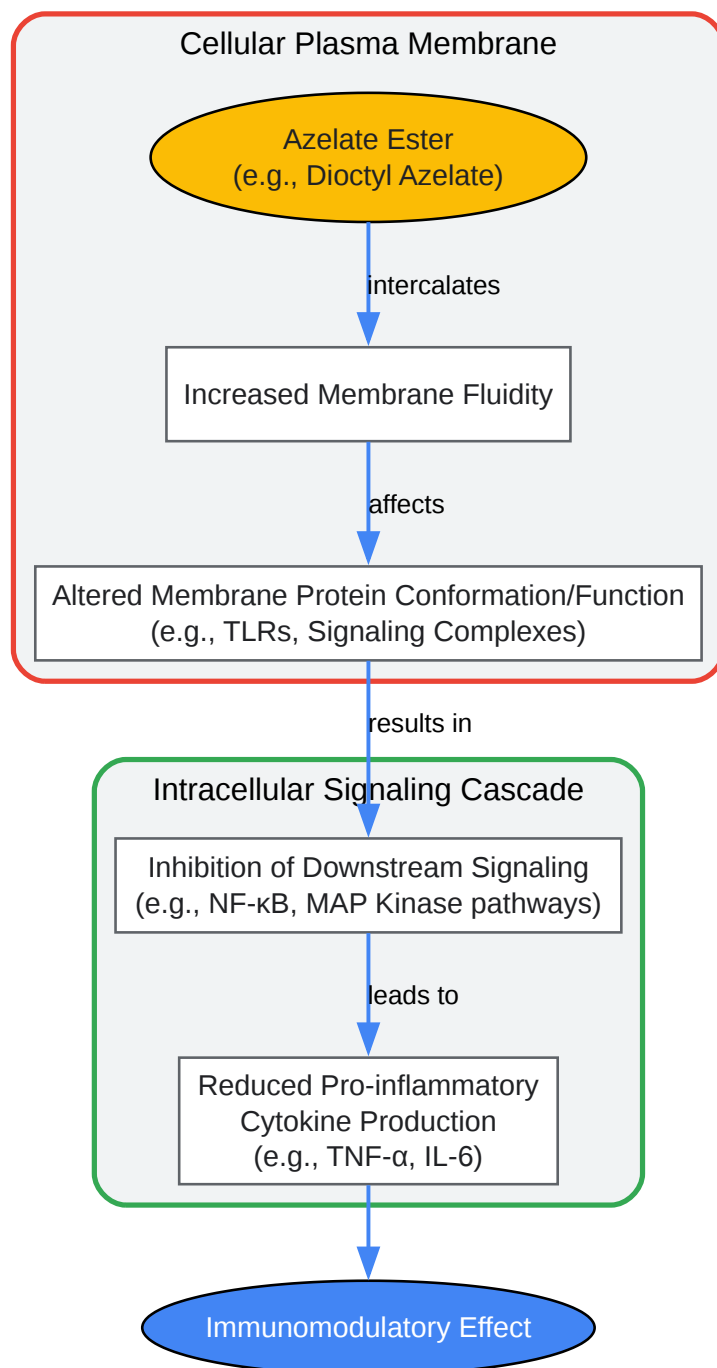 Cellular Plasma Membrane
Azelate Ester
(e.g., Dioctyl Azelate)
intercalates
Increased Membrane Fluidity
affects
Altered Membrane Protein Conformation/Function
(e.g., TLRs, Signaling Complexes)
results in
Intracellular Signaling Cascade
Inhibition of Downstream Signaling
(e.g., NF-κB, MAP Kinase pathways)
leads to
Reduced Pro-inflammatory
Cytokine Production
(e.g., TNF-α, IL-6)
Immunomodulatory Effect